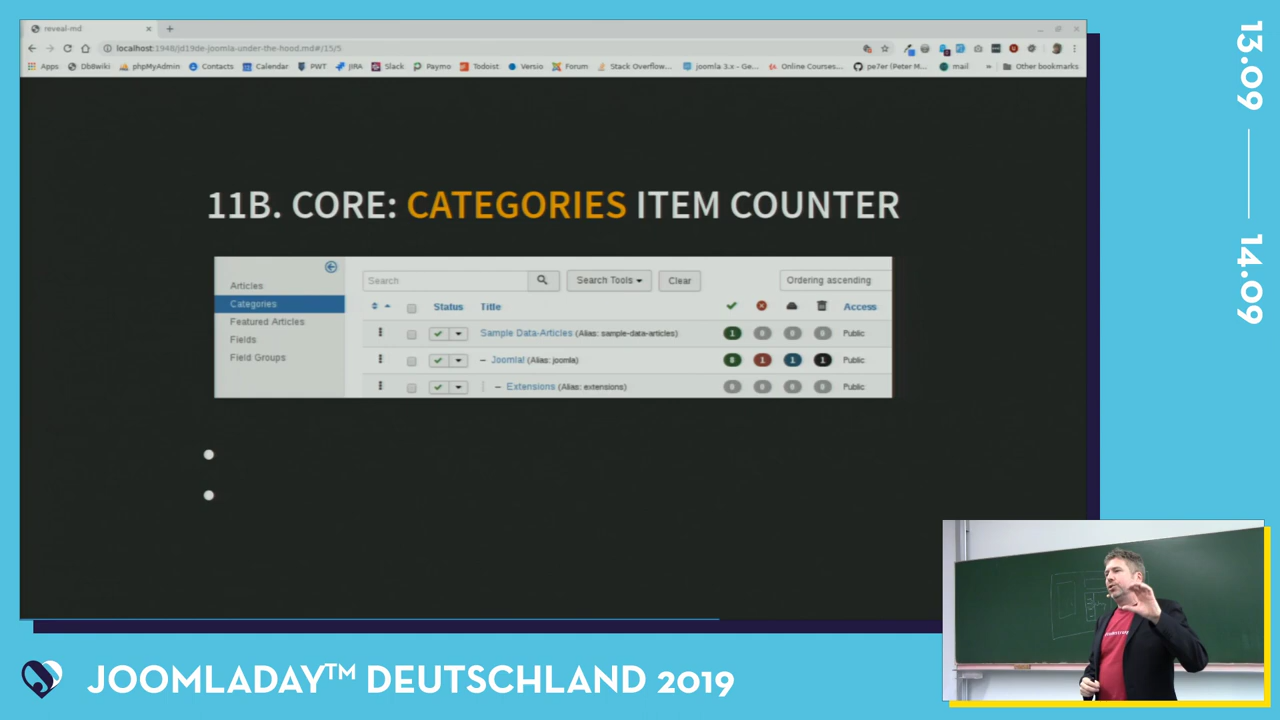 reveal-md
localhost:1948/jd19de-joomla-under-the-hood.md#/15/5
Apps Db8wiki phpMyAdmin Contacts Calendar PWT JIRA Slack Paymo Todoist Versio Forum Stack Overflow... joomla 3.x - Ge... Online Courses... pe7er (Peter M... mail » Other bookmarks
11B. CORE: CATEGORIES ITEM COUNTER
Articles
Categories
Featured Articles
Fields
Field Groups
Search Search Tools Clear Ordering ascending
Status Title Access
Sample Data-Articles (Alias: sample-data-articles) 1 0 0 0 Public
– Joomla! (Alias: joomla) 8 1 1 1 Public
– Extensions (Alias: extensions) 0 0 0 0 Public
13.09
14.09
JOOMLADAY™ DEUTSCHLAND 2019